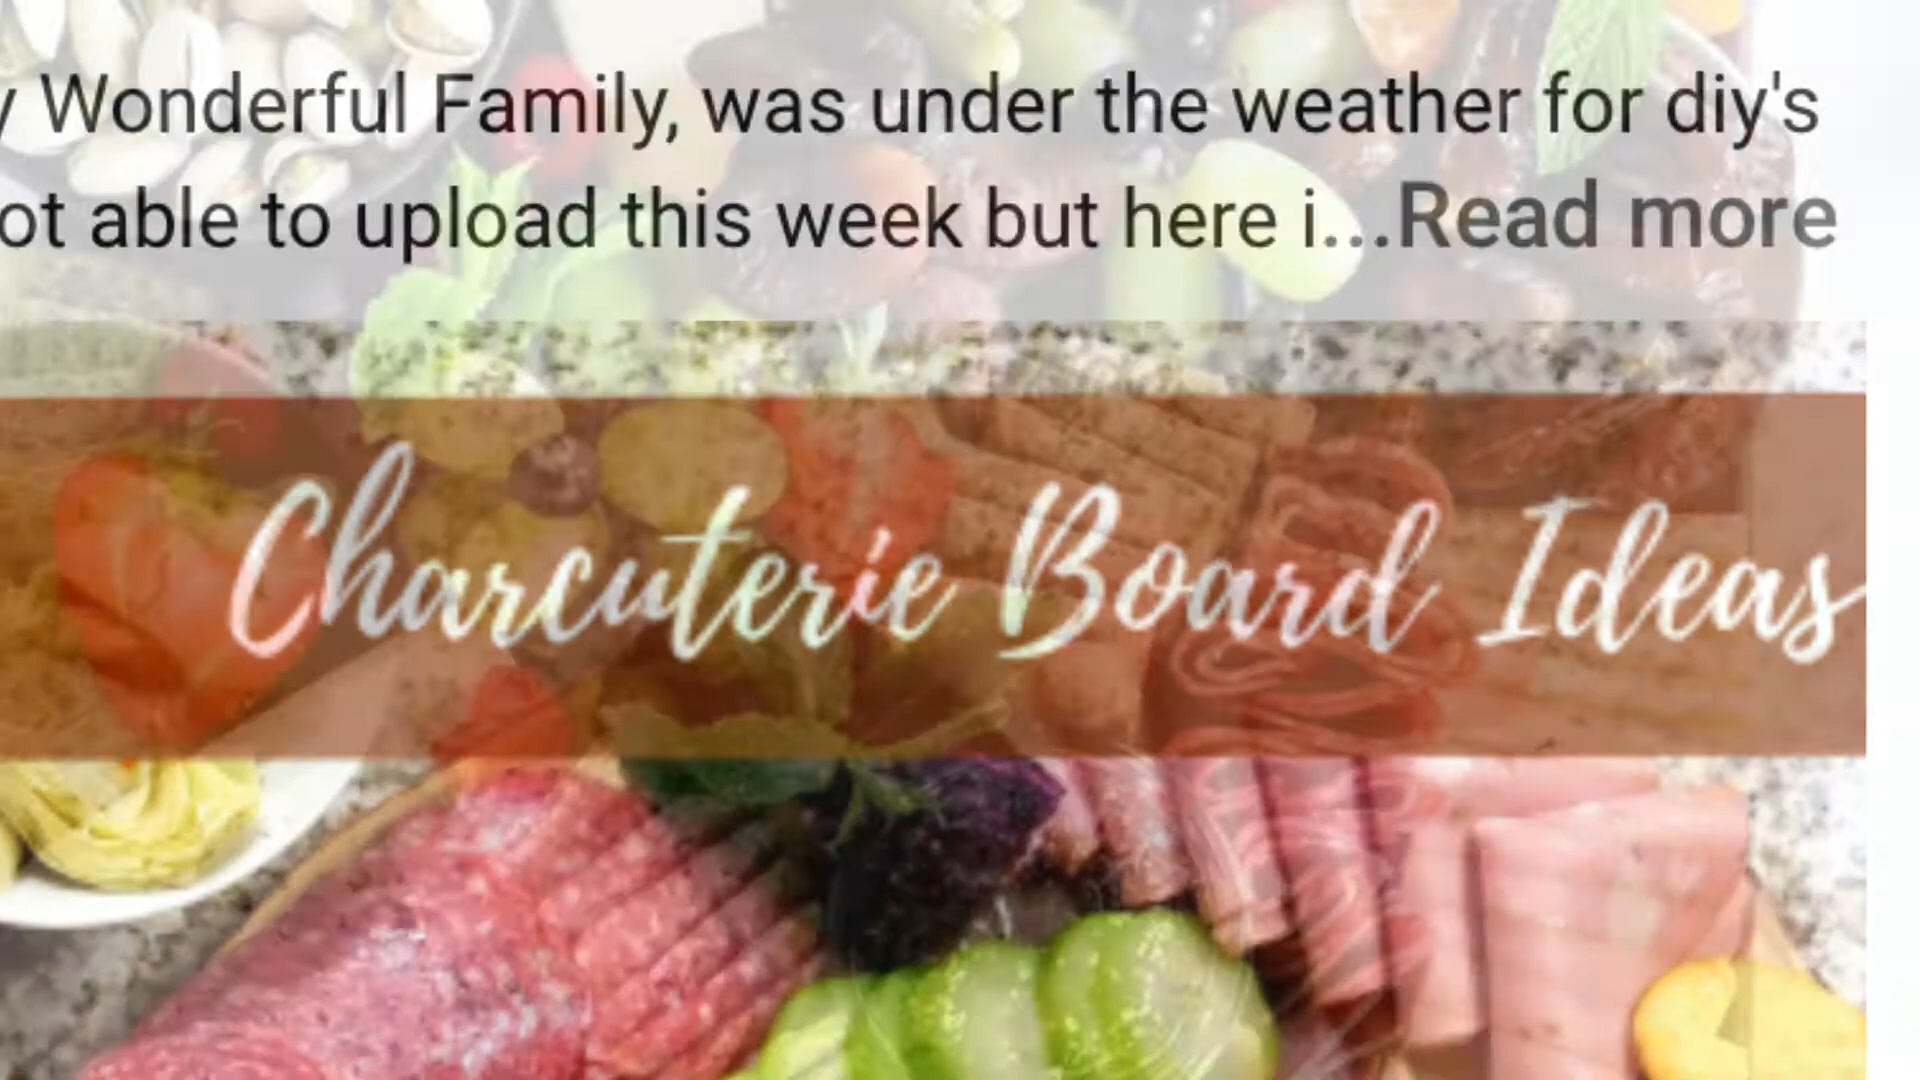 Wonderful Family, was under the weather for diy's
able to upload this week but here i...Read more
Charcuterie Board Ideas